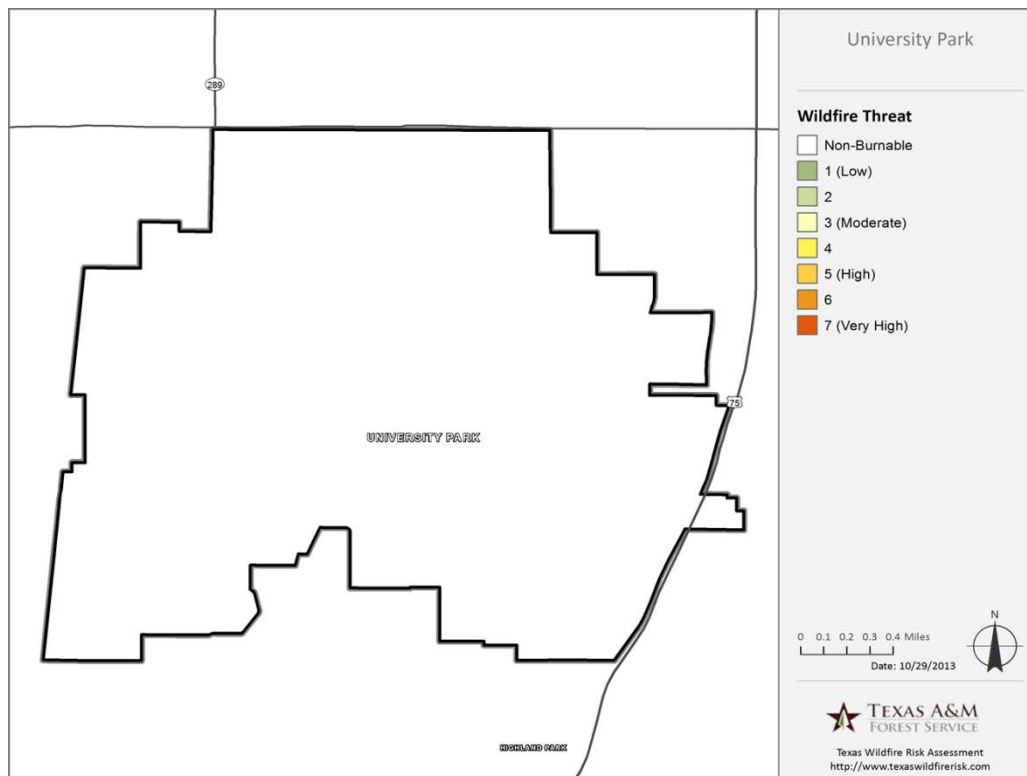 University Park
289
Wildfire Threat
Non-Burnable
1 (Low)
2
3 (Moderate)
4
5 (High)
6
7 (Very High)
75
UNIVERSITY PARK
HIGHLAND PARK
N
0 0.1 0.2 0.3 0.4 Miles
Date: 10/29/2013
TEXAS A&M
FOREST SERVICE
Texas Wildfire Risk Assessment
http://www.texaswildfirerisk.com